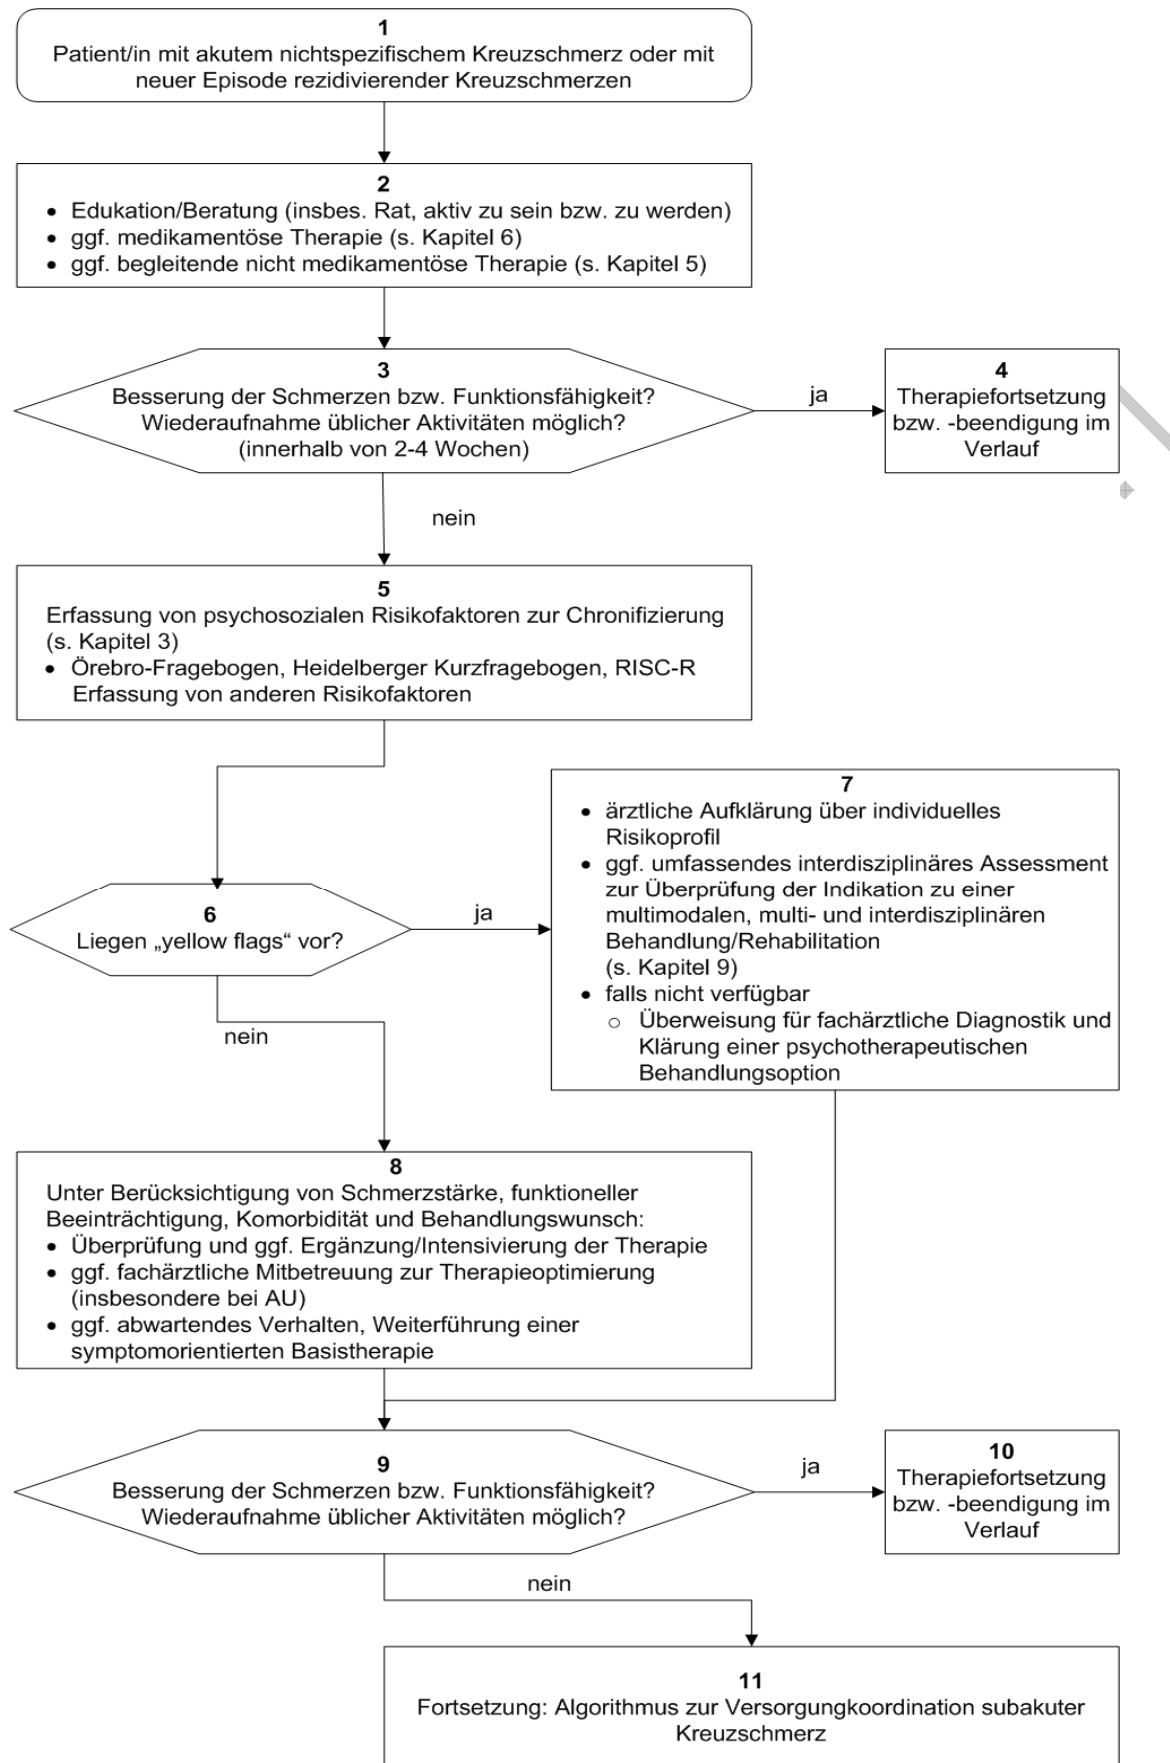 1
Patient/in mit akutem nichtspezifischem Kreuzschmerz oder mit
neuer Episode rezidivierender Kreuzschmerzen
2
• Edukation/Beratung (insbes. Rat, aktiv zu sein bzw. zu werden)
• ggf. medikamentöse Therapie (s. Kapitel 6)
• ggf. begleitende nicht medikamentöse Therapie (s. Kapitel 5)
3
Besserung der Schmerzen bzw. Funktionsfähigkeit?
Wiederaufnahme üblicher Aktivitäten möglich?
(innerhalb von 2-4 Wochen)
ja
4
Therapiefortsetzung
bzw. -beendigung im
Verlauf
nein
5
Erfassung von psychosozialen Risikofaktoren zur Chronifizierung
(s. Kapitel 3)
• Örebro-Fragebogen, Heidelberger Kurzfragebogen, RISC-R
Erfassung von anderen Risikofaktoren
6
Liegen „yellow flags“ vor?
ja
7
• ärztliche Aufklärung über individuelles
Risikoprofil
• ggf. umfassendes interdisziplinäres Assessment
zur Überprüfung der Indikation zu einer
multimodalen, multi- und interdisziplinären
Behandlung/Rehabilitation
(s. Kapitel 9)
• falls nicht verfügbar
o Überweisung für fachärztliche Diagnostik und
Klärung einer psychotherapeutischen
Behandlungsoption
nein
8
Unter Berücksichtigung von Schmerzstärke, funktioneller
Beeinträchtigung, Komorbidität und Behandlungswunsch:
• Überprüfung und ggf. Ergänzung/Intensivierung der Therapie
• ggf. fachärztliche Mitbetreuung zur Therapieoptimierung
(insbesondere bei AU)
• ggf. abwartendes Verhalten, Weiterführung einer
symptomorientierten Basistherapie
9
Besserung der Schmerzen bzw. Funktionsfähigkeit?
Wiederaufnahme üblicher Aktivitäten möglich?
ja
10
Therapiefortsetzung
bzw. -beendigung im
Verlauf
nein
11
Fortsetzung: Algorithmus zur Versorgungkoordination subakuter
Kreuzschmerz